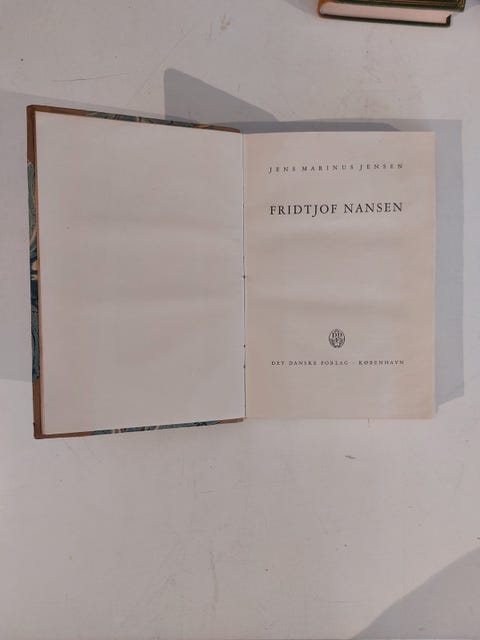 JENS MARINUS JENSEN
FRIDTJOF NANSEN
DET DANSKE FORLAG · KØBENHAVN